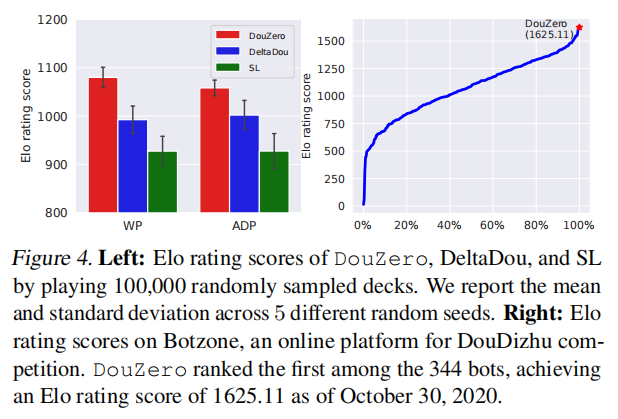 1200
1100
1000
900
800
Elo rating score
DouZero
DeltaDou
SL
WP
ADP
DouZero
(1625.11)
1500
1250
1000
750
500
250
0
Elo rating score
0%
20%
40%
60%
80%
100%
Figure 4. Left: Elo rating scores of DouZero, DeltaDou, and SL
by playing 100,000 randomly sampled decks. We report the mean
and standard deviation across 5 different random seeds. Right: Elo
rating scores on Botzone, an online platform for DouDizhu com-
petition. DouZero ranked the first among the 344 bots, achieving
an Elo rating score of 1625.11 as of October 30, 2020.